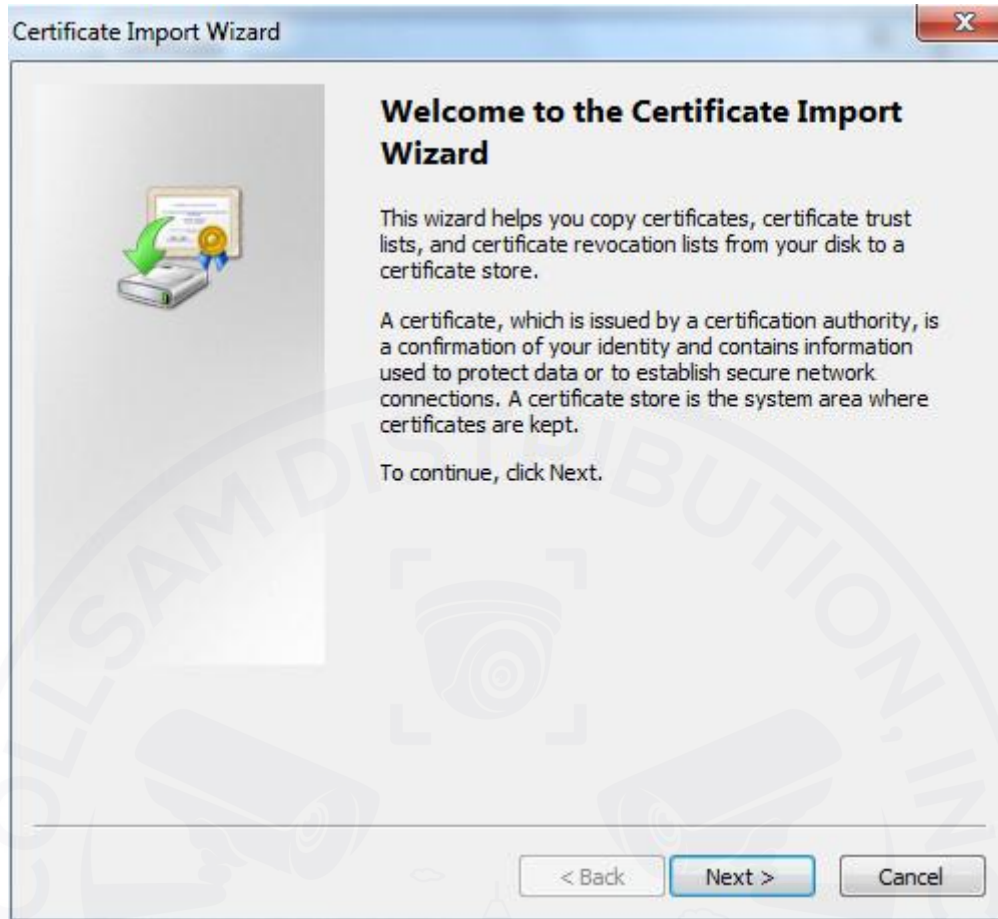 Certificate Import Wizard
Welcome to the Certificate Import
Wizard
This wizard helps you copy certificates, certificate trust
lists, and certificate revocation lists from your disk to a
certificate store.
A certificate, which is issued by a certification authority, is
a confirmation of your identity and contains information
used to protect data or to establish secure network
connections. A certificate store is the system area where
certificates are kept.
To continue, click Next.
COLLSAM DISTRIBUTION, IN
< Back
Next >
Cancel